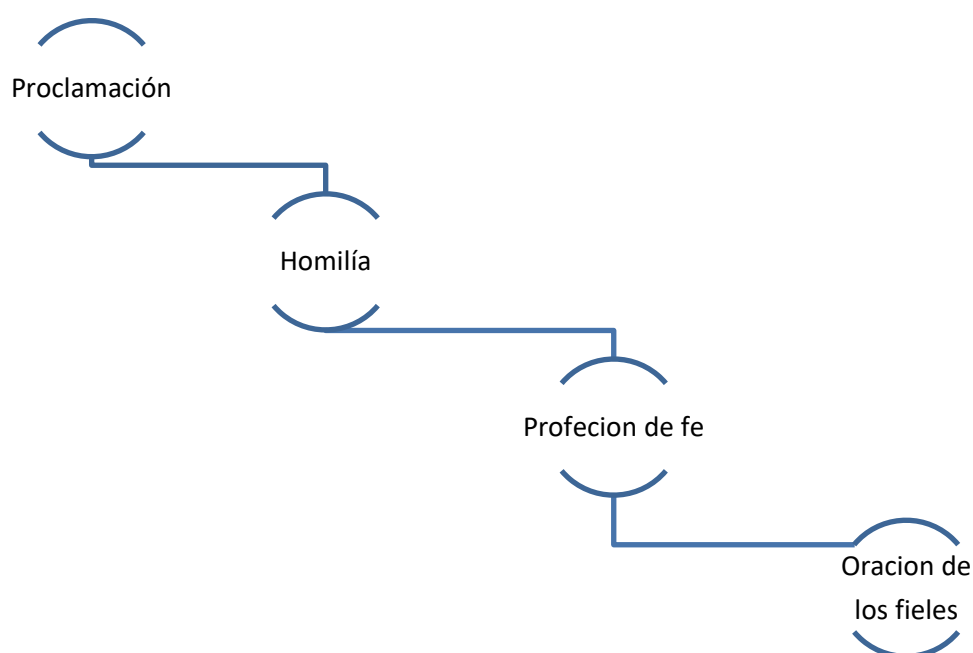 Proclamación
Homilía
Profecion de fe
Oracion de
los fieles